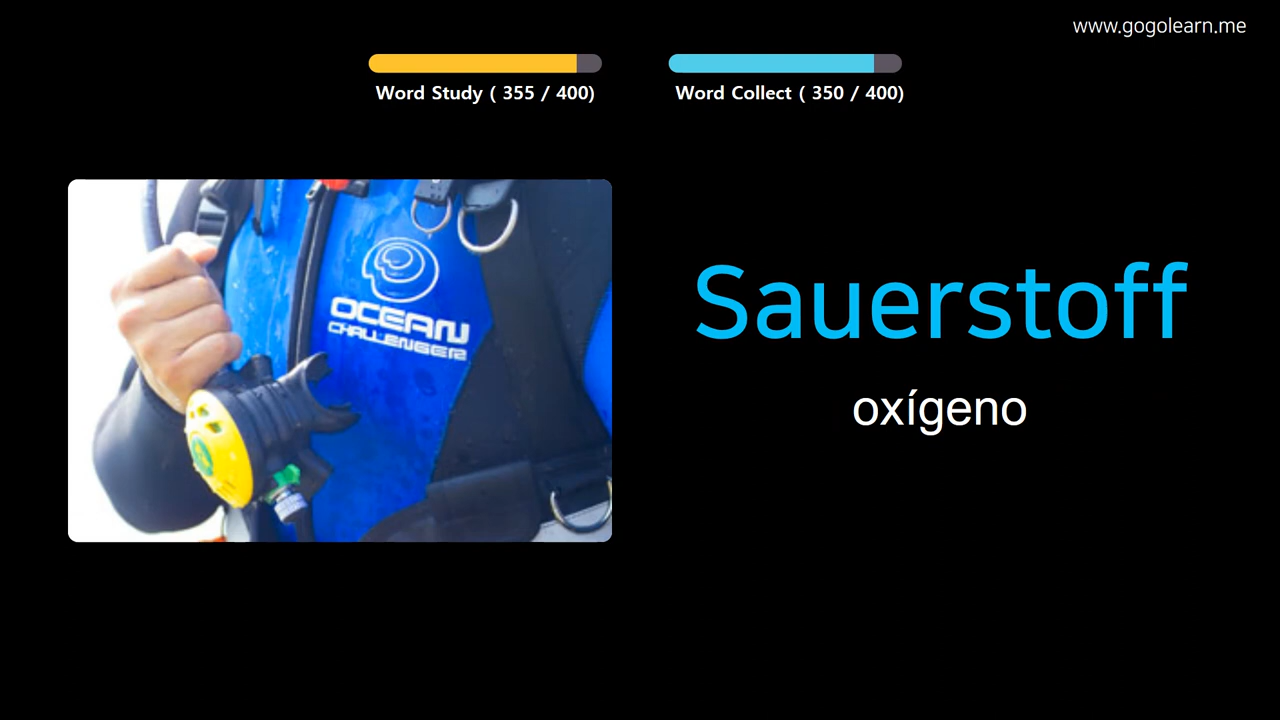 www.gogolearn.me
Word Study ( 355 / 400)
Word Collect ( 350 / 400)
OCEAN
CHALLENGER
Sauerstoff
oxígeno